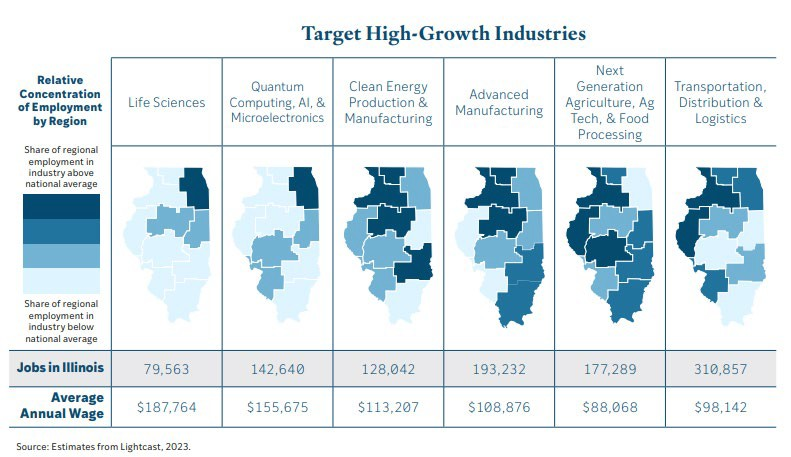 Target High-Growth Industries
Relative
Concentration
of Employment
by Region
Life Sciences
Quantum
Computing, AI, &
Microelectronics
Clean Energy
Production &
Manufacturing
Advanced
Manufacturing
Next
Generation
Agriculture, Ag
Tech, & Food
Processing
Transportation,
Distribution &
Logistics
Share of regional
employment in
industry above
national average
Share of regional
employment in
industry below
national average
Jobs in Illinois 79,563 142,640 128,042 193,232 177,289 310,857
Average
Annual Wage $187,764 $155,675 $113,207 $108,876 $88,068 $98,142
Source: Estimates from Lightcast, 2023.